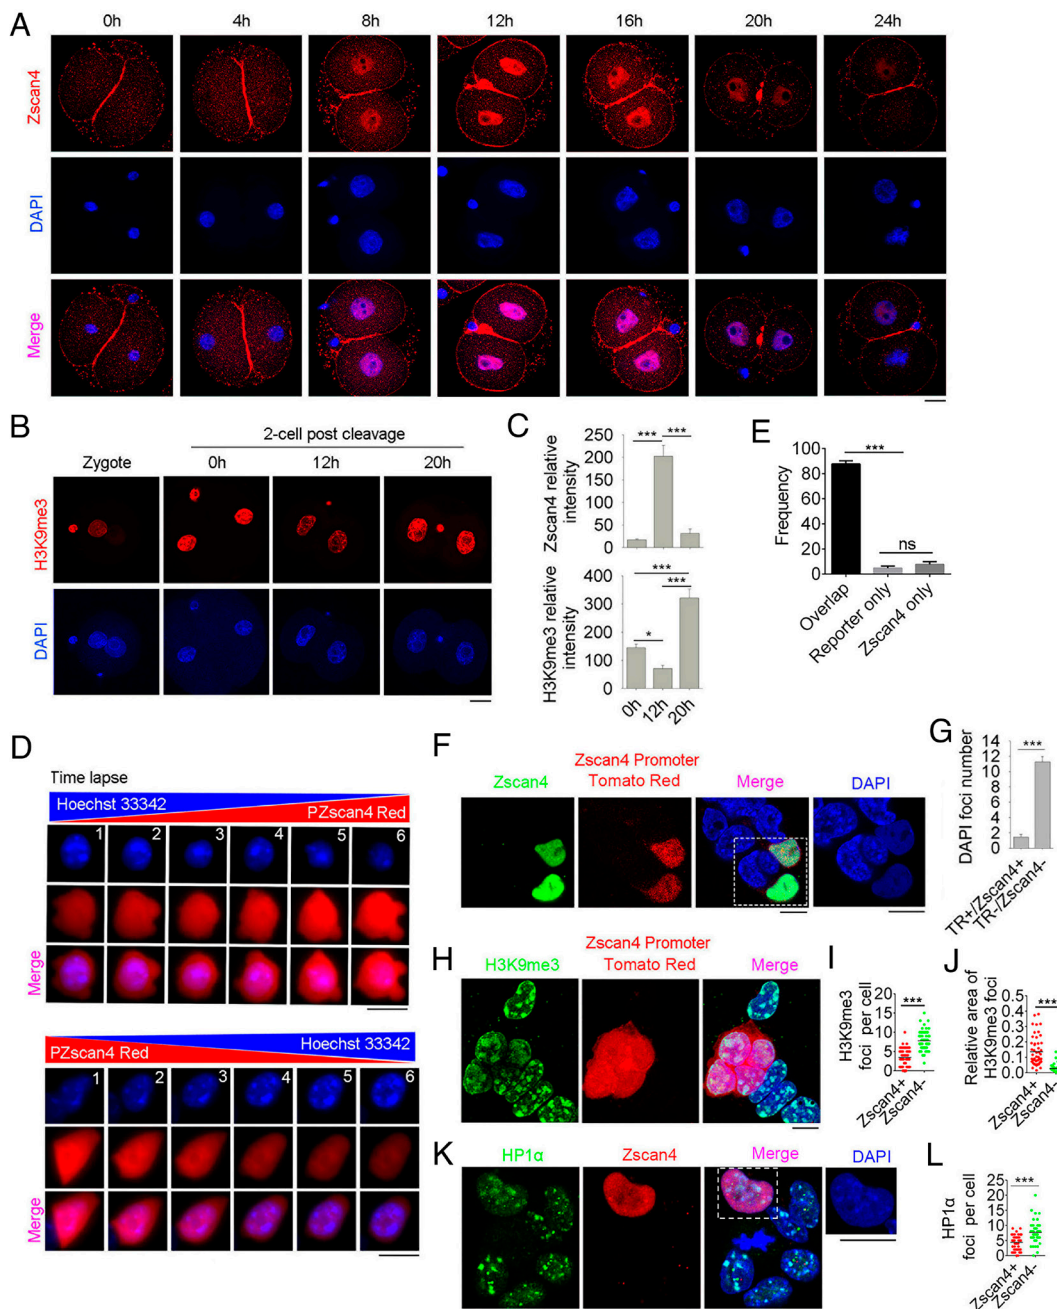 A
0h 4h 8h 12h 16h 20h 24h
Zscan4
DAPI
Merge
B
2-cell post cleavage
Zygote 0h 12h 20h
H3K9me3
DAPI
C
Zscan4 relative
intensity
250
200
150
100
50
0
*** ***
H3K9me3 relative
intensity
400
300
200
100
0
***
***
*
0h 12h 20h
E
Frequency
100
80
60
40
20
0
***
ns
Overlap
Reporter only
Zscan4 only
D
Time lapse
Hoechst 33342
PZscan4 Red
1 2 3 4 5 6
Merge
PZscan4 Red
Hoechst 33342
1 2 3 4 5 6
Merge
F
Zscan4
Zscan4 Promoter
Tomato Red
Merge
DAPI
G
DAPI foci number
14
12
10
8
6
4
2
0
***
TR+/Zscan4+
TR-/Zscan4-
H
H3K9me3
Zscan4 Promoter
Tomato Red
Merge
I
H3K9me3
foci per cell
20
15
10
5
0
***
Zscan4+
Zscan4-
J
Relative area of
H3K9me3 foci
0.5
0.4
0.3
0.2
0.1
0.0
***
Zscan4+
Zscan4-
K
HP1α
Zscan4
Merge
DAPI
L
HP1α
foci per cell
25
20
15
10
5
0
***
Zscan4+
Zscan4-